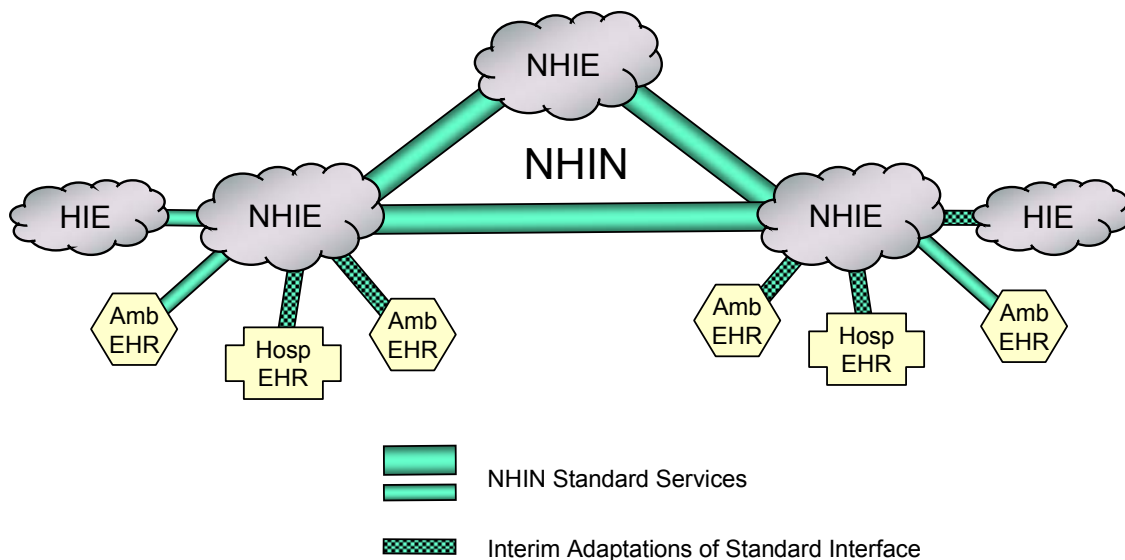 NHIE
NHIN
HIE
NHIE
NHIE
HIE
Amb
EHR
Hosp
EHR
Amb
EHR
Amb
EHR
Hosp
EHR
Amb
EHR
NHIN Standard Services
Interim Adaptations of Standard Interface